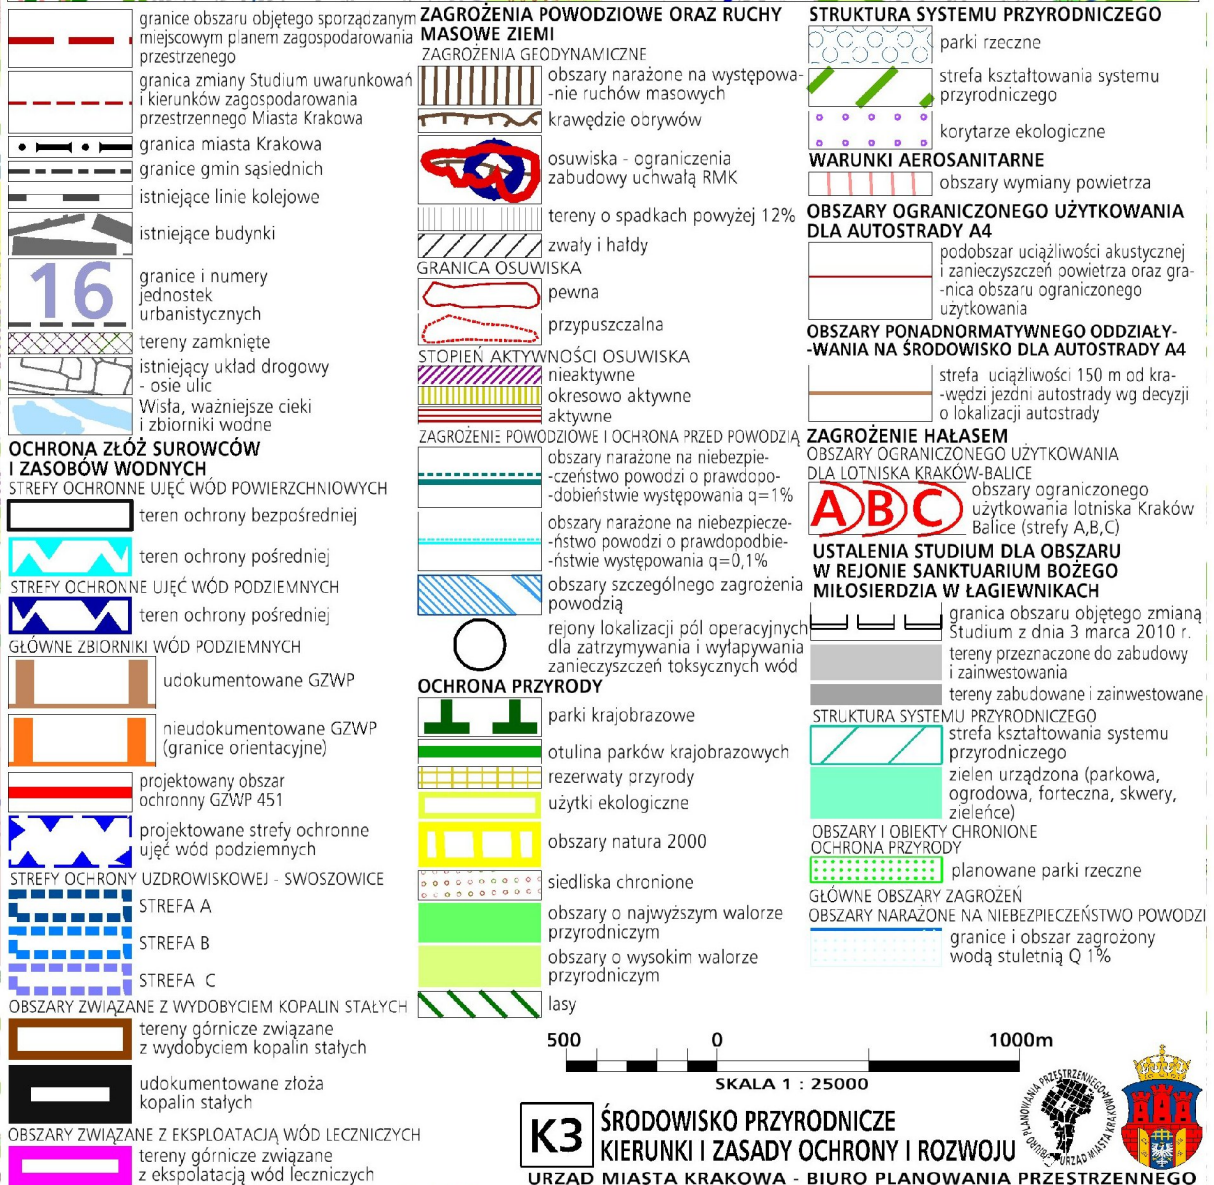 granice obszaru objętego sporządzanym
miejscowym planem zagospodarowania
przestrzenego
granica zmiany Studium uwarunkowań
i kierunków zagospodarowania
przestrzennego Miasta Krakowa
granica miasta Krakowa
granice gmin sąsiednich
istniejące linie kolejowe
istniejące budynki
16
granice i numery
jednostek
urbanistycznych
tereny zamknięte
istniejący układ drogowy
- osie ulic
Wisła, ważniejsze cieki
i zbiorniki wodne
OCHRONA ZŁÓŻ SUROWCÓW
I ZASOBÓW WODNYCH
STREFY OCHRONNE UJĘĆ WÓD POWIERZCHNIOWYCH
teren ochrony bezpośredniej
teren ochrony pośredniej
STREFY OCHRONNE UJĘĆ WÓD PODZIEMNYCH
teren ochrony pośredniej
GŁÓWNE ZBIORNIKI WÓD PODZIEMNYCH
udokumentowane GZWP
nieudokumentowane GZWP
(granice orientacyjne)
projektowany obszar
ochronny GZWP 451
projektowane strefy ochronne
ujęć wód podziemnych
STREFY OCHRONY UZDROWISKOWEJ - SWOSZOWICE
STREFA A
STREFA B
STREFA C
OBSZARY ZWIĄZANE Z WYDOBYCIEM KOPALIN STAŁYCH
tereny górnicze związane
z wydobyciem kopalin stałych
udokumentowane złoża
kopalin stałych
OBSZARY ZWIĄZANE Z EKSPLOATACJĄ WÓD LECZNICZYCH
tereny górnicze związane
z ekspolatacją wód leczniczych
ZAGROŻENIA POWODZIOWE ORAZ RUCHY
MASOWE ZIEMI
ZAGROŻENIA GEODYNAMICZNE
obszary narażone na występowa-
-nie ruchów masowych
krawędzie obrywów
osuwiska - ograniczenia
zabudowy uchwałą RMK
tereny o spadkach powyżej 12%
zwały i hałdy
GRANICA OSUWISKA
pewna
przypuszczalna
STOPIEŃ AKTYWNOŚCI OSUWISKA
nieaktywne
okresowo aktywne
aktywne
ZAGROŻENIE POWODZIOWE I OCHRONA PRZED POWODZIĄ
obszary narażone na niebezpie-
-czeństwo powodzi o prawdopo-
-dobieństwie występowania q=1%
obszary narażone na niebezpiecze-
-ństwo powodzi o prawdopodbie-
-ństwie występowania q=0,1%
obszary szczególnego zagrożenia
powodzią
rejony lokalizacji pól operacyjnych
dla zatrzymywania i wyłapywania
zanieczyszczeń toksycznych wód
OCHRONA PRZYRODY
parki krajobrazowe
otulina parków krajobrazowych
rezerwaty przyrody
użytki ekologiczne
obszary natura 2000
siedliska chronione
obszary o najwyższym walorze
przyrodniczym
obszary o wysokim walorze
przyrodniczym
lasy
STRUKTURA SYSTEMU PRZYRODNICZEGO
parki rzeczne
strefa kształtowania systemu
przyrodniczego
korytarze ekologiczne
WARUNKI AEROSANITARNE
obszary wymiany powietrza
OBSZARY OGRANICZONEGO UŻYTKOWANIA
DLA AUTOSTRADY A4
podobszar uciążliwości akustycznej
i zanieczyszczeń powietrza oraz gra-
-nica obszaru ograniczonego
użytkowania
OBSZARY PONADNORMATYWNEGO ODDZIAŁY-
-WANIA NA ŚRODOWISKO DLA AUTOSTRADY A4
strefa uciążliwości 150 m od kra-
-wędzi jezdni autostrady wg decyzji
o lokalizacji autostrady
ZAGROŻENIE HAŁASEM
OBSZARY OGRANICZONEGO UŻYTKOWANIA
DLA LOTNISKA KRAKÓW-BALICE
A B C
obszary ograniczonego
użytkowania lotniska Kraków
Balice (strefy A,B,C)
USTALENIA STUDIUM DLA OBSZARU
W REJONIE SANKTUARIUM BOŻEGO
MIŁOSIERDZIA W ŁAGIEWNIKACH
granica obszaru objętego zmianą
Studium z dnia 3 marca 2010 r.
tereny przeznaczone do zabudowy
i zainwestowania
tereny zabudowane i zainwestowane
STRUKTURA SYSTEMU PRZYRODNICZEGO
strefa kształtowania systemu
przyrodniczego
zielen urządzona (parkowa,
ogrodowa, forteczna, skwery,
zieleńce)
OBSZARY I OBIEKTY CHRONIONE
OCHRONA PRZYRODY
planowane parki rzeczne
GŁÓWNE OBSZARY ZAGROŻEŃ
OBSZARY NARAŻONE NA NIEBEZPIECZEŃSTWO POWODZI
granice i obszar zagrożony
wodą stuletnią Q 1%
500 0 1000m
SKALA 1 : 25000
K3
ŚRODOWISKO PRZYRODNICZE
KIERUNKI I ZASADY OCHRONY I ROZWOJU
BIURO PLANOWANIA PRZESTRZENNEGO URZĄD MIASTA KRAKOWA
URZAD MIASTA KRAKOWA - BIURO PLANOWANIA PRZESTRZENNEGO